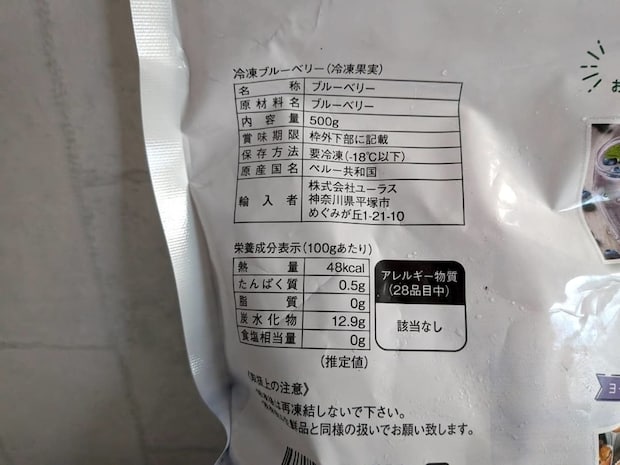 冷凍ブルーベリー(冷凍果実)
名称 ブルーベリー
原材料名 ブルーベリー
内容量 500g
賞味期限 枠外下部に記載
保存方法 要冷凍(-18℃以下)
原産国名 ペルー共和国
輸入者 株式会社ユーラス
神奈川県平塚市
めぐみが丘1-21-10
栄養成分表示(100gあたり)
熱量 48kcal
たんぱく質 0.5g
脂質 0g
炭水化物 12.9g
食塩相当量 0g
(推定値)
アレルギー物質
(28品目中)
該当なし
上の注意》
は再凍結しないで下さい。
生鮮品と同様の扱いでお願い致します。
お
ヨ